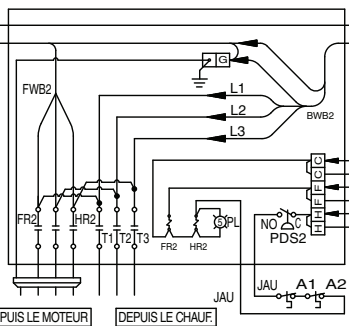 G
FWB2
L1
L2
L3
BWB2
C
C
F
F
H
H
FR2
HR2
T1 T2 T3
FR2
HR2
5
PL
NO
C
PDS2
JAU
JAU
A1 A2
PUIS LE MOTEUR
DEPUIS LE CHAUF.